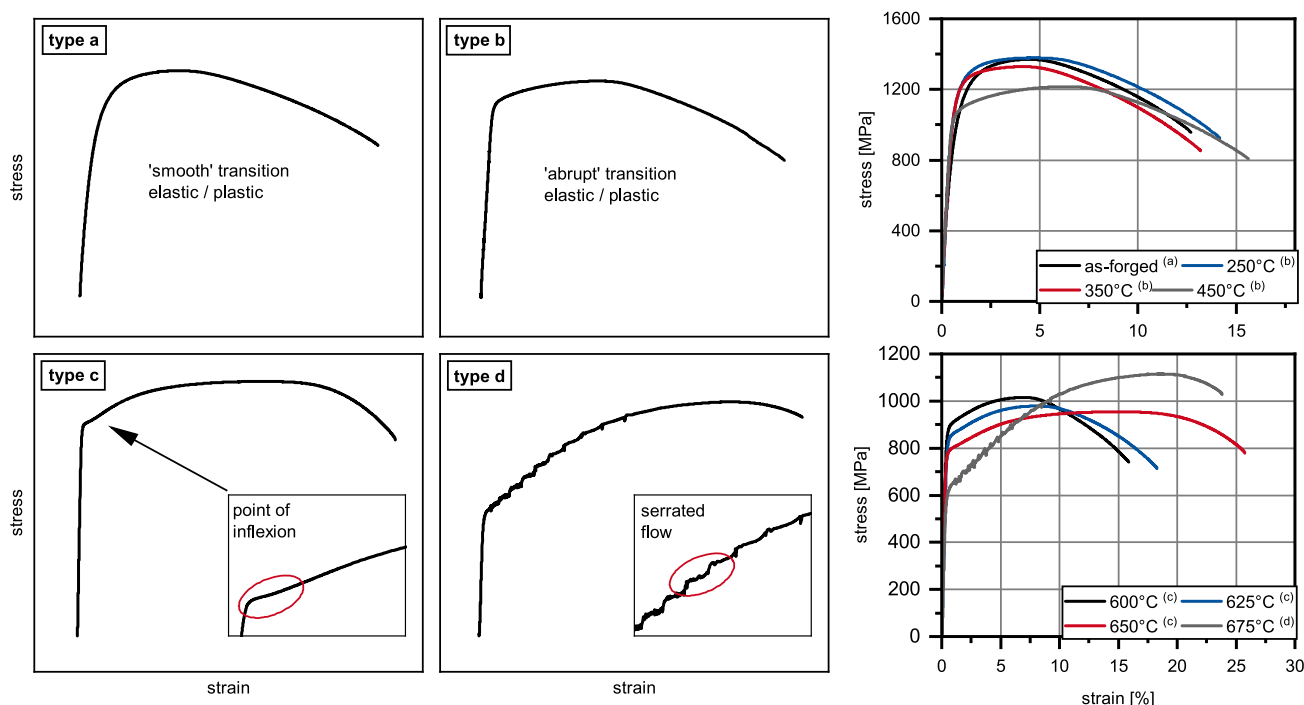 type a
'smooth' transition
elastic / plastic
stress
type b
'abrupt' transition
elastic / plastic
1600
1200
800
400
0
stress [MPa]
0 5 10 15
as-forged (a) 250°C (b)
350°C (b) 450°C (b)
type c
point of
inflexion
stress
strain
type d
serrated
flow
strain
1200
1000
800
600
400
200
0
stress [MPa]
600°C (c) 625°C (c)
650°C (c) 675°C (d)
0 5 10 15 20 25 30
strain [%]